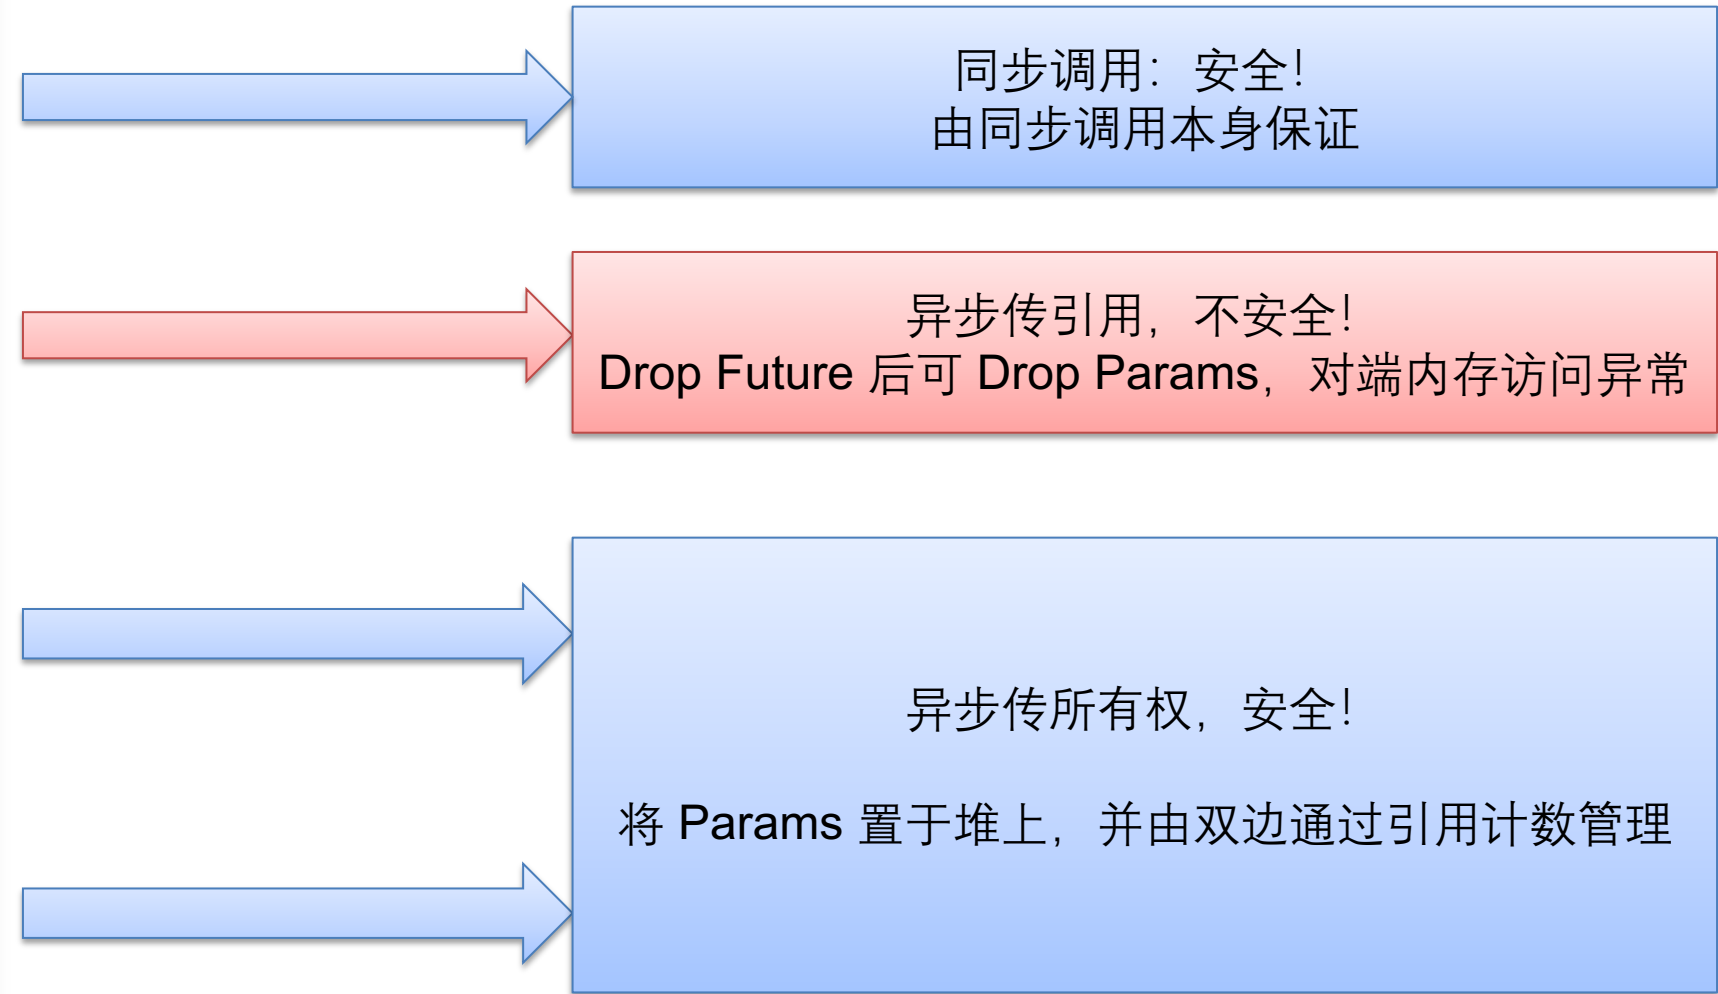 同步调用：安全！
由同步调用本身保证
异步传引用，不安全！
Drop Future 后可 Drop Params，对端内存访问异常
异步传所有权，安全！
将 Params 置于堆上，并由双边通过引用计数管理